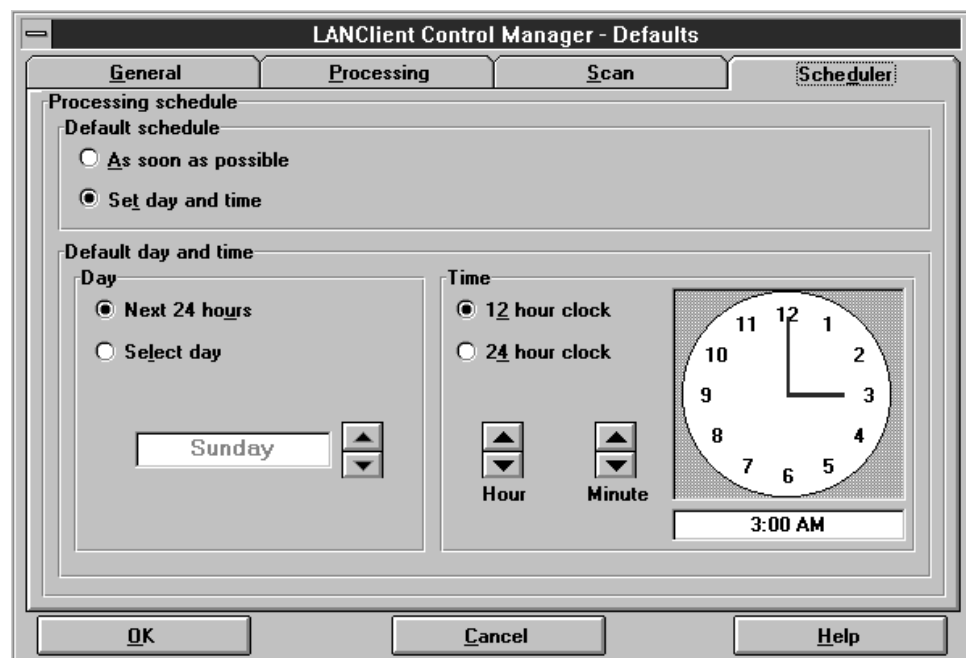 LANClient Control Manager - Defaults
General Processing Scan Scheduler
Processing schedule
Default schedule
As soon as possible
Set day and time
Default day and time
Day
Next 24 hours
Select day
Sunday
Time
12 hour clock
24 hour clock
Hour Minute
12
11 1
10 2
9 3
8 4
7 5
6
3:00 AM
OK Cancel Help